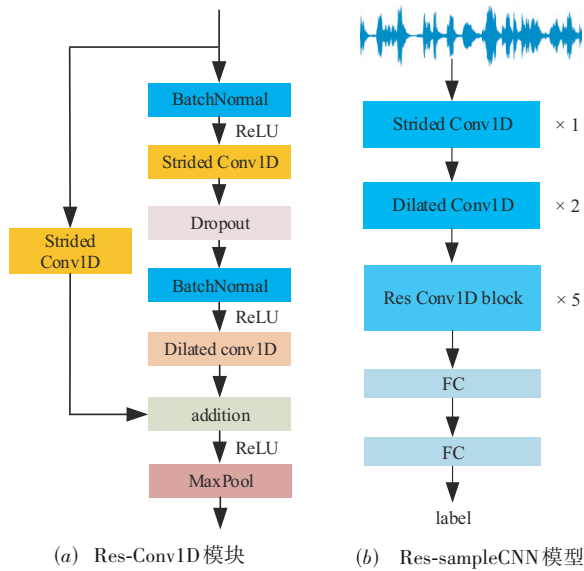 BatchNormal
ReLU
Strided Conv1D
Dropout
Strided
Conv1D
BatchNormal
ReLU
Dilated conv1D
addition
ReLU
MaxPool
(a) Res-Conv1D模块
Strided Conv1D
× 1
Dilated Conv1D
× 2
Res Conv1D block
× 5
FC
FC
label
(b) Res-sampleCNN模型